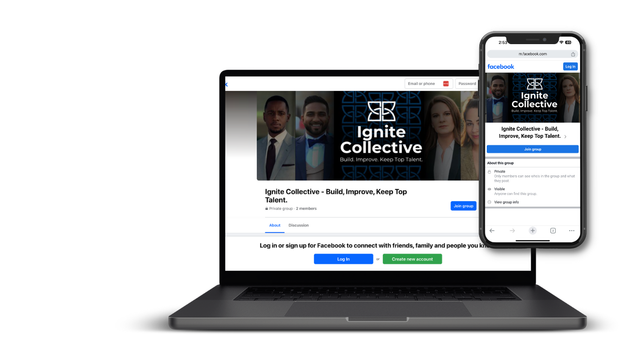 Email or phone
Password
Ignite
Collective
Build. Improve. Keep Top Talent.
Ignite Collective - Build, Improve, Keep Top
Talent.
Private group · 2 members
Join group
About
Discussion
Log in or sign up for Facebook to connect with friends, family and people you
Log In
or
Create new account
m.facebook.com
facebook
Log in
Ignite
Collective
Build. Improve. Keep Top Talent.
Ignite Collective - Build,
Improve, Keep Top
Talent.
Join group
About this group
Private
Only members can see who's in the group and what
they post.
Visible
Anyone can find this group.
View group info